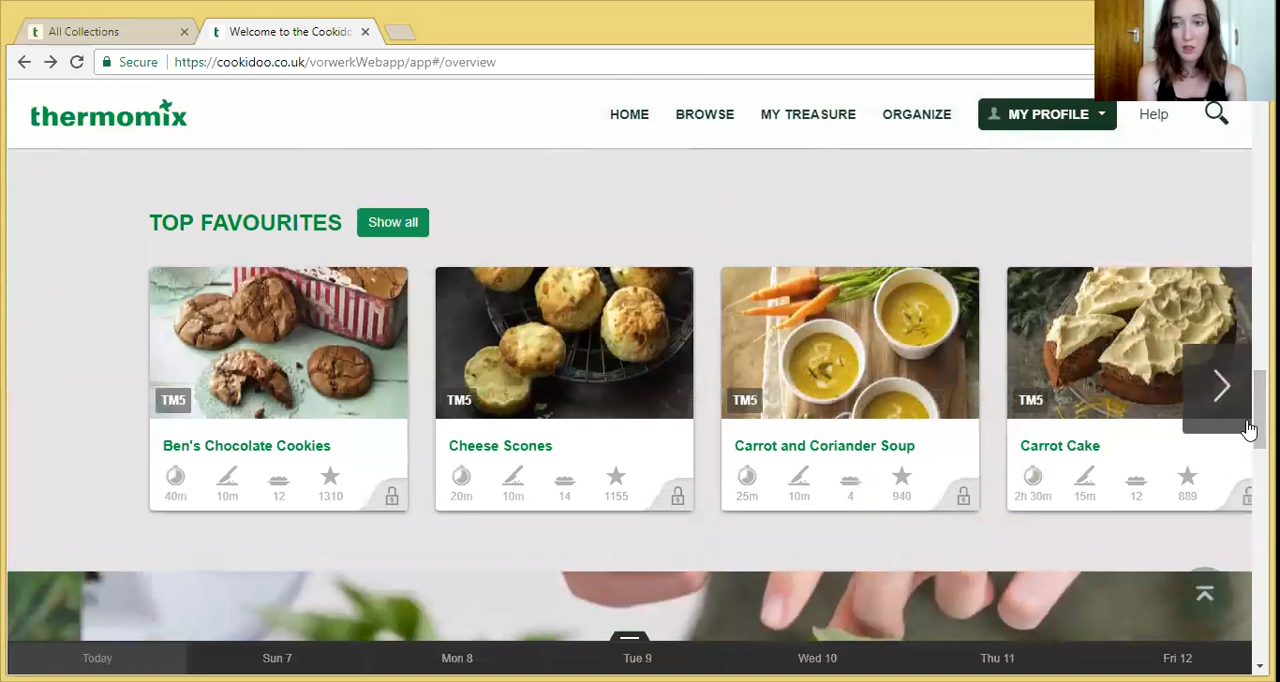 All Collections
Welcome to the Cookidc
Secure
https://cookidoo.co.uk/vorwerkWebapp/app#/overview
thermomix
HOME
BROWSE
MY TREASURE
ORGANIZE
MY PROFILE
Help
TOP FAVOURITES
Show all
TM5
TM5
TM5
TM5
Ben's Chocolate Cookies
Cheese Scones
Carrot and Coriander Soup
Carrot Cake
40m 10m 12 1310
20m 10m 14 1155
25m 10m 4 940
2h 30m 15m 12 889
Today
Sun 7
Mon 8
Tue 9
Wed 10
Thu 11
Fri 12